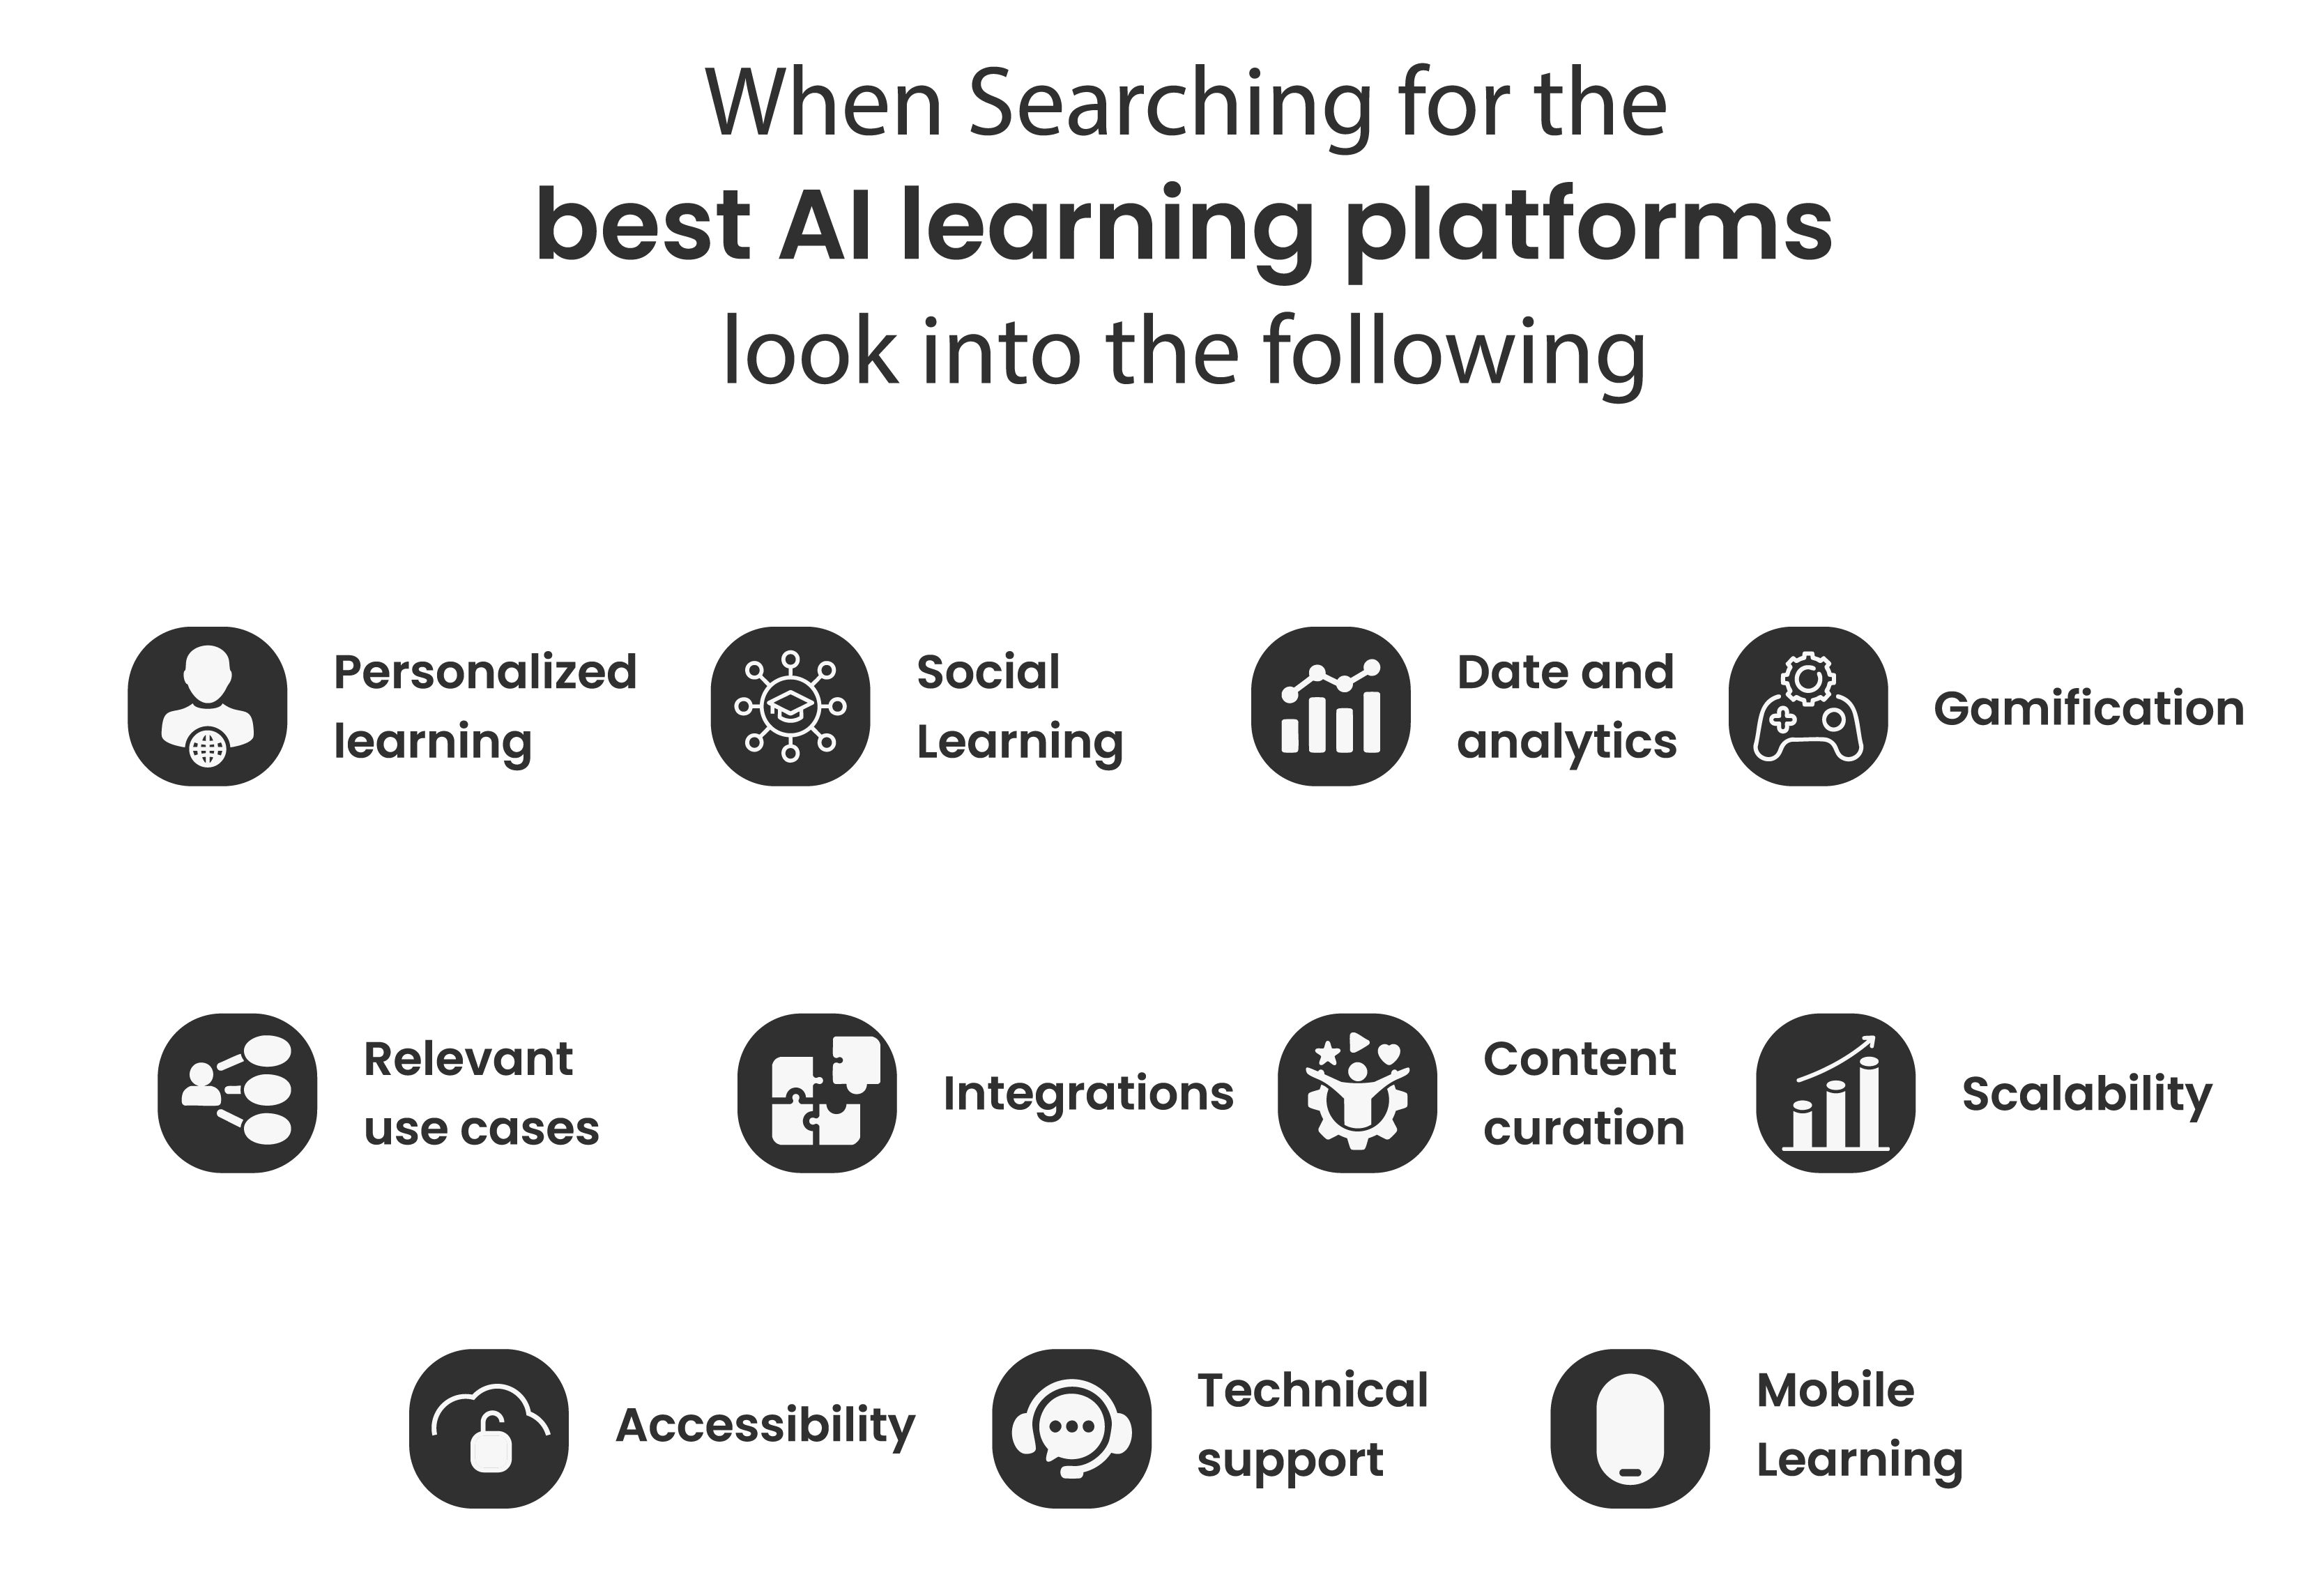 When Searching for the
best AI learning platforms
look into the following
Personalized
learning
Social
Learning
Date and
analytics
Gamification
Relevant
use cases
Integrations
Content
curation
Scalability
Accessibility
Technical
support
Mobile
Learning